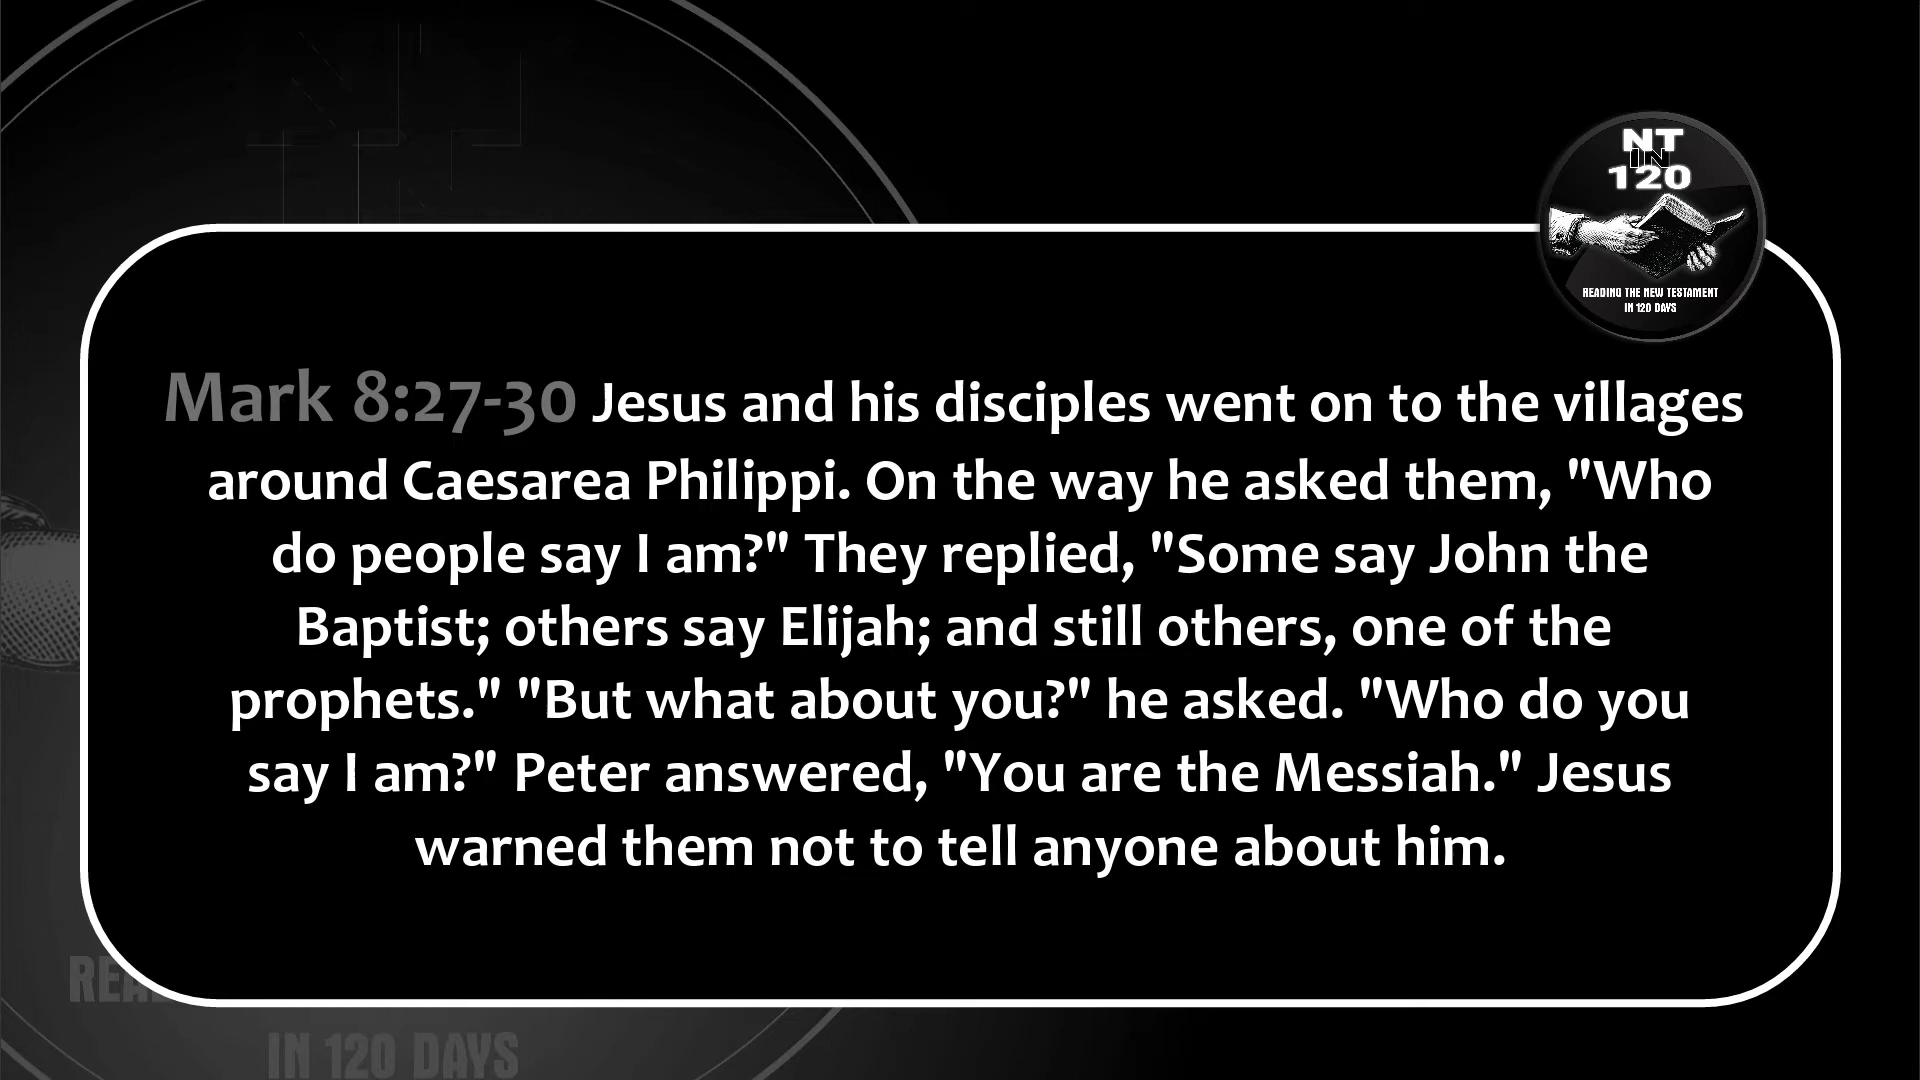 NT
IN
120
READING THE NEW TESTAMENT
IN 120 DAYS
Mark 8:27-30 Jesus and his disciples went on to the villages
around Caesarea Philippi. On the way he asked them, "Who
do people say I am?" They replied, "Some say John the
Baptist; others say Elijah; and still others, one of the
prophets." "But what about you?" he asked. "Who do you
say I am?" Peter answered, "You are the Messiah." Jesus
warned them not to tell anyone about him.
IN 120 DAYS